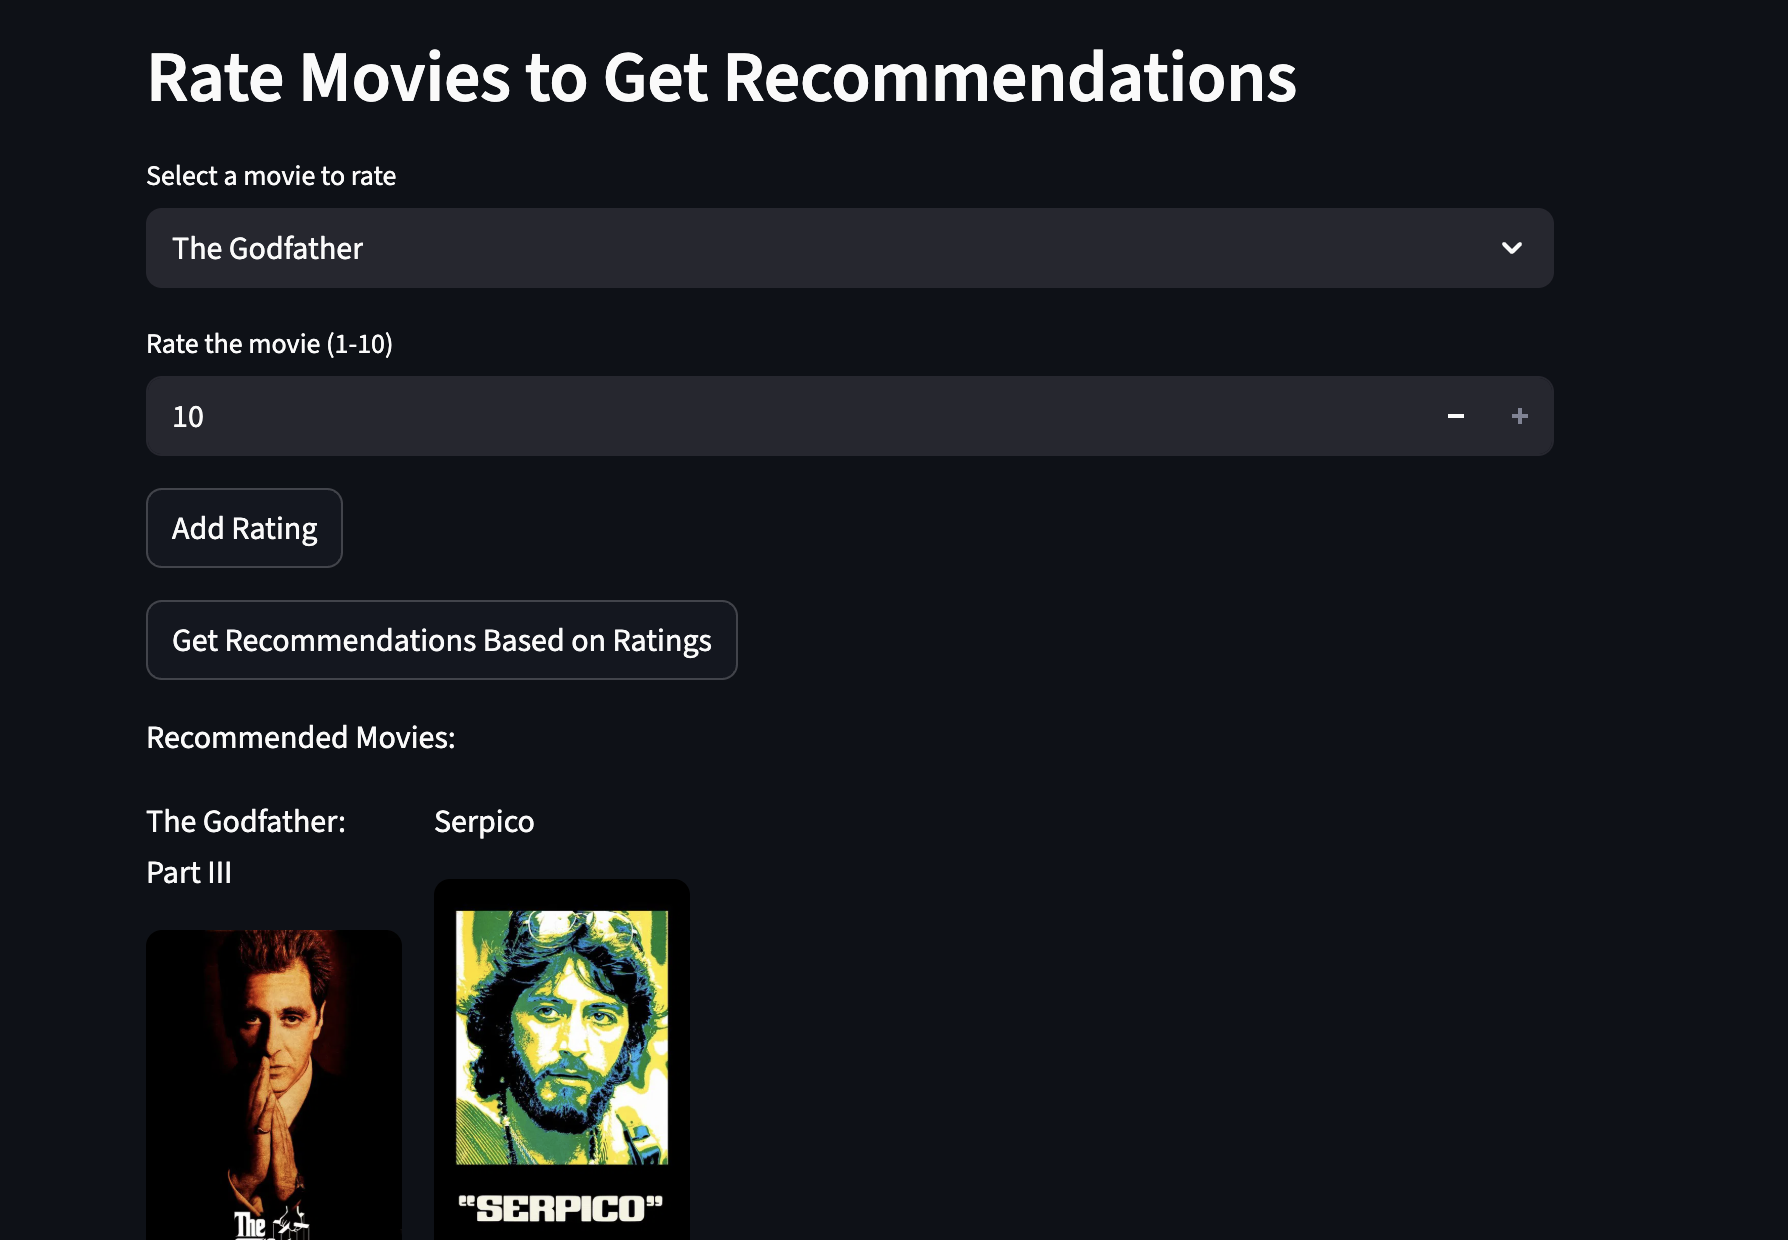 Rate Movies to Get Recommendations
Select a movie to rate
The Godfather
Rate the movie (1-10)
10
Add Rating
Get Recommendations Based on Ratings
Recommended Movies:
The Godfather:
Part III
Serpico
The
"SERPICO"